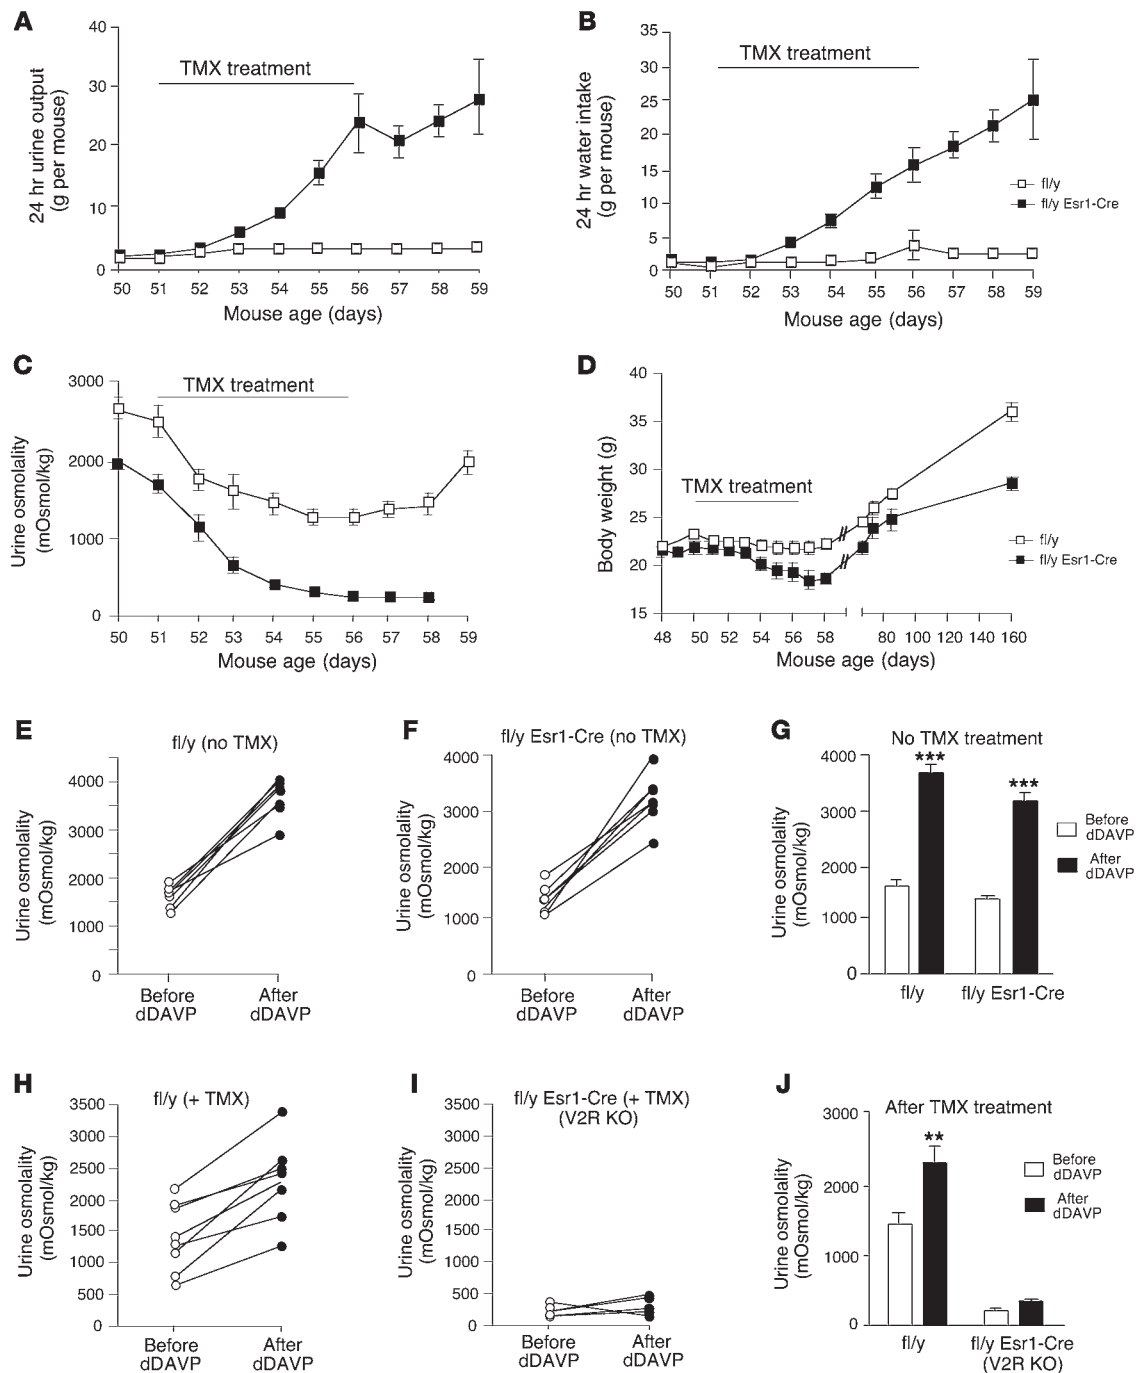 A
40
30
20
10
0
24 hr urine output
(g per mouse)
TMX treatment
50 51 52 53 54 55 56 57 58 59
Mouse age (days)
B
35
30
25
20
15
10
5
0
24 hr water intake
(g per mouse)
TMX treatment
fl/y
fl/y Esr1-Cre
50 51 52 53 54 55 56 57 58 59
Mouse age (days)
C
3000
2000
1000
0
Urine osmolality
(mOsmol/kg)
TMX treatment
50 51 52 53 54 55 56 57 58 59
Mouse age (days)
D
40
35
30
25
20
15
Body weight (g)
TMX treatment
fl/y
fl/y Esr1-Cre
48 50 52 54 56 58 80 100 120 140 160
Mouse age (days)
E
fl/y (no TMX)
4000
3000
2000
1000
0
Urine osmolality
(mOsmol/kg)
Before After
dDAVP dDAVP
F
fl/y Esr1-Cre (no TMX)
4000
3000
2000
1000
0
Urine osmolality
(mOsmol/kg)
Before After
dDAVP dDAVP
G
No TMX treatment
4000
3000
2000
1000
0
Urine osmolality
(mOsmol/kg)
*** ***
Before
dDAVP
After
dDAVP
fl/y fl/y Esr1-Cre
H
fl/y (+ TMX)
3500
3000
2500
2000
1500
1000
500
0
Urine osmolality
(mOsmol/kg)
Before After
dDAVP dDAVP
I
fl/y Esr1-Cre (+ TMX)
(V2R KO)
3500
3000
2500
2000
1500
1000
500
0
Urine osmolality
(mOsmol/kg)
Before After
dDAVP dDAVP
J
After TMX treatment
3000
2000
1000
0
Urine osmolality
(mOsmol/kg)
**
Before
dDAVP
After
dDAVP
fl/y fl/y Esr1-Cre
(V2R KO)